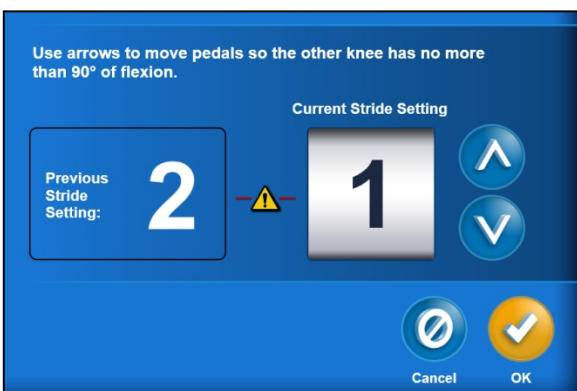 Use arrows to move pedals so the other knee has no more
than 90° of flexion.
Current Stride Setting
Previous
Stride
Setting:
2
1
Cancel
OK